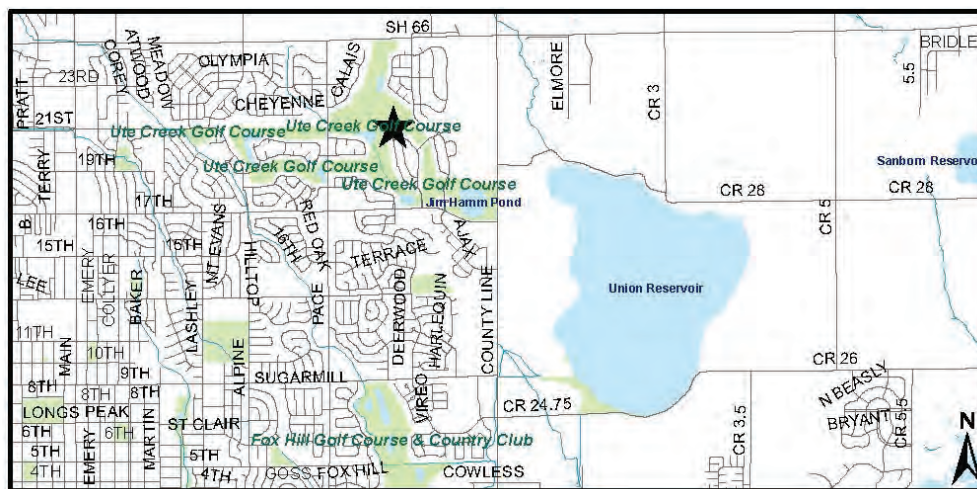 SH 66
BRIDLE
MEADOW
ATWOOD
COREY
OLYMPIA
CALAIS
ELMORE
CR 3
5.5
23RD
PRATT
CHEYENNE
21ST
Ute Creek Golf Course
Ute Creek Golf Course
19TH
Ute Creek Golf Course
Sanborn Reservo
TERRY
17TH
Ute Creek Golf Course
CR 28
CR 28
Jim Hamm Pond
CR 5
B
16TH
MT EVANS
RED OAK
15TH
15TH
HILLTOP
16TH
AJAX
TERRACE
LEE
EMERY
COLLYER
BAKER
Union Reservoir
LASHLEY
PACE
DEERWOOD
HARLEQUIN
COUNTY LINE
11TH
MAIN
10TH
CR 26
9TH
ALPINE
SUGARMILL
8TH
8TH
8TH
VIREO
N BEASLY
LONGS PEAK
CR 24.75
MARTIN
ST CLAIR
CR 3.5
BRYANT
CR 5.5
6TH
6TH
Fox Hill Golf Course & Country Club
N
5TH
EMERY
5TH
4TH
4TH
GOSS
FOX HILL
COWLESS